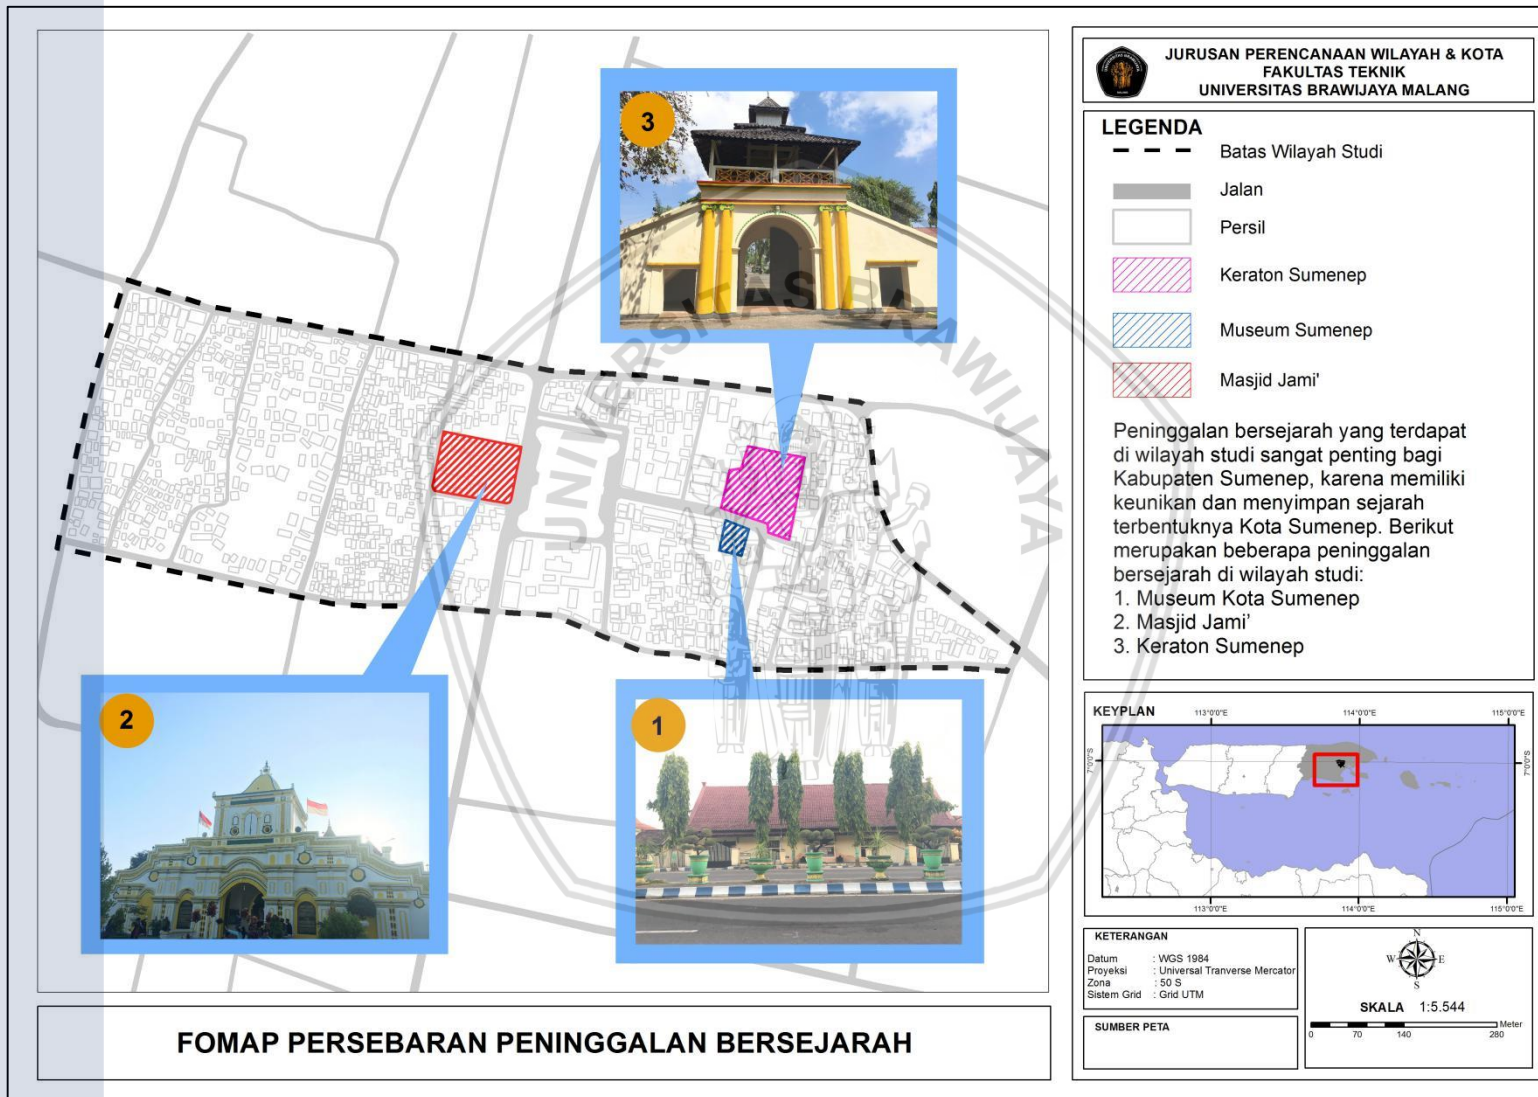 3
2
1
FOMAP PERSEBARAN PENINGGALAN BERSEJARAH
UNIVERSITAS BRAWIJAYA
JURUSAN PERENCANAAN WILAYAH & KOTA
FAKULTAS TEKNIK
UNIVERSITAS BRAWIJAYA MALANG
LEGENDA
Batas Wilayah Studi
Jalan
Persil
Keraton Sumenep
Museum Sumenep
Masjid Jami'
Peninggalan bersejarah yang terdapat
di wilayah studi sangat penting bagi
Kabupaten Sumenep, karena memiliki
keunikan dan menyimpan sejarah
terbentuknya Kota Sumenep. Berikut
merupakan beberapa peninggalan
bersejarah di wilayah studi:
1. Museum Kota Sumenep
2. Masjid Jami’
3. Keraton Sumenep
KEYPLAN
113°0'0"E 114°0'0"E 115°0'0"E
7°0'0"S 7°0'0"S
113°0'0"E 114°0'0"E 115°0'0"E
KETERANGAN
Datum : WGS 1984
Proyeksi : Universal Tranverse Mercator
Zona : 50 S
Sistem Grid : Grid UTM
SUMBER PETA
N
W E
S
SKALA 1:5.544
Meter
0 70 140 280